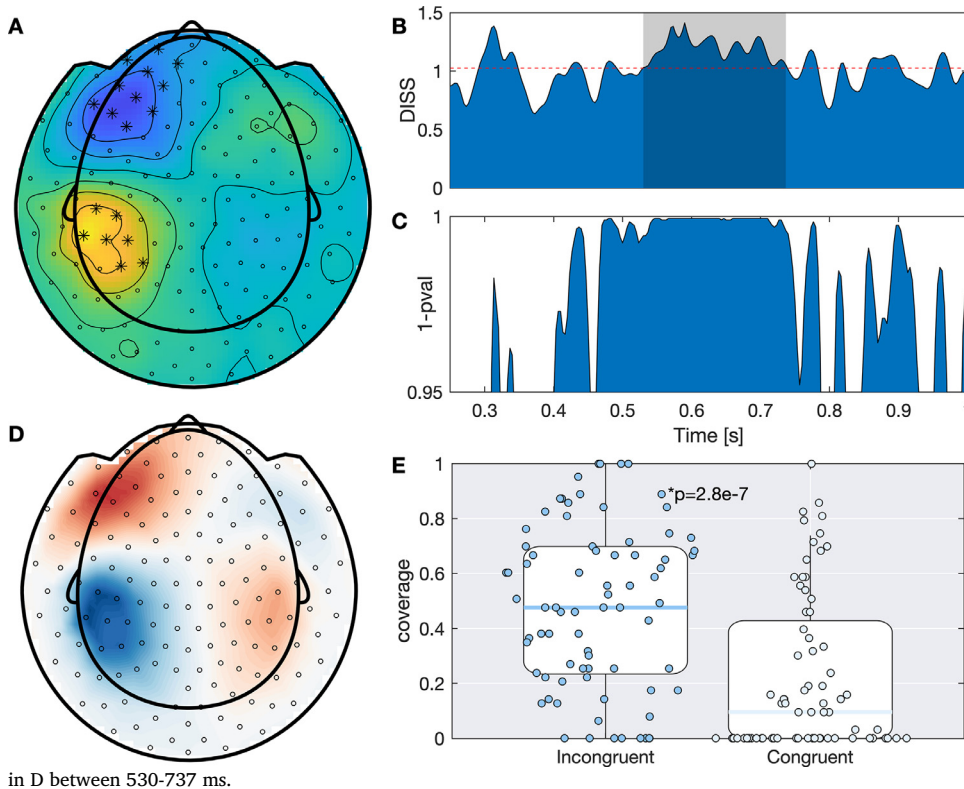 A
B
1.5
1
0.5
0
DISS
C
1
0.95
1-pval
0.3 0.4 0.5 0.6 0.7 0.8 0.9
Time [s]
D
E
1
0.8
0.6
0.4
0.2
0
coverage
*p=2.8e-7
Incongruent Congruent
in D between 530-737 ms.